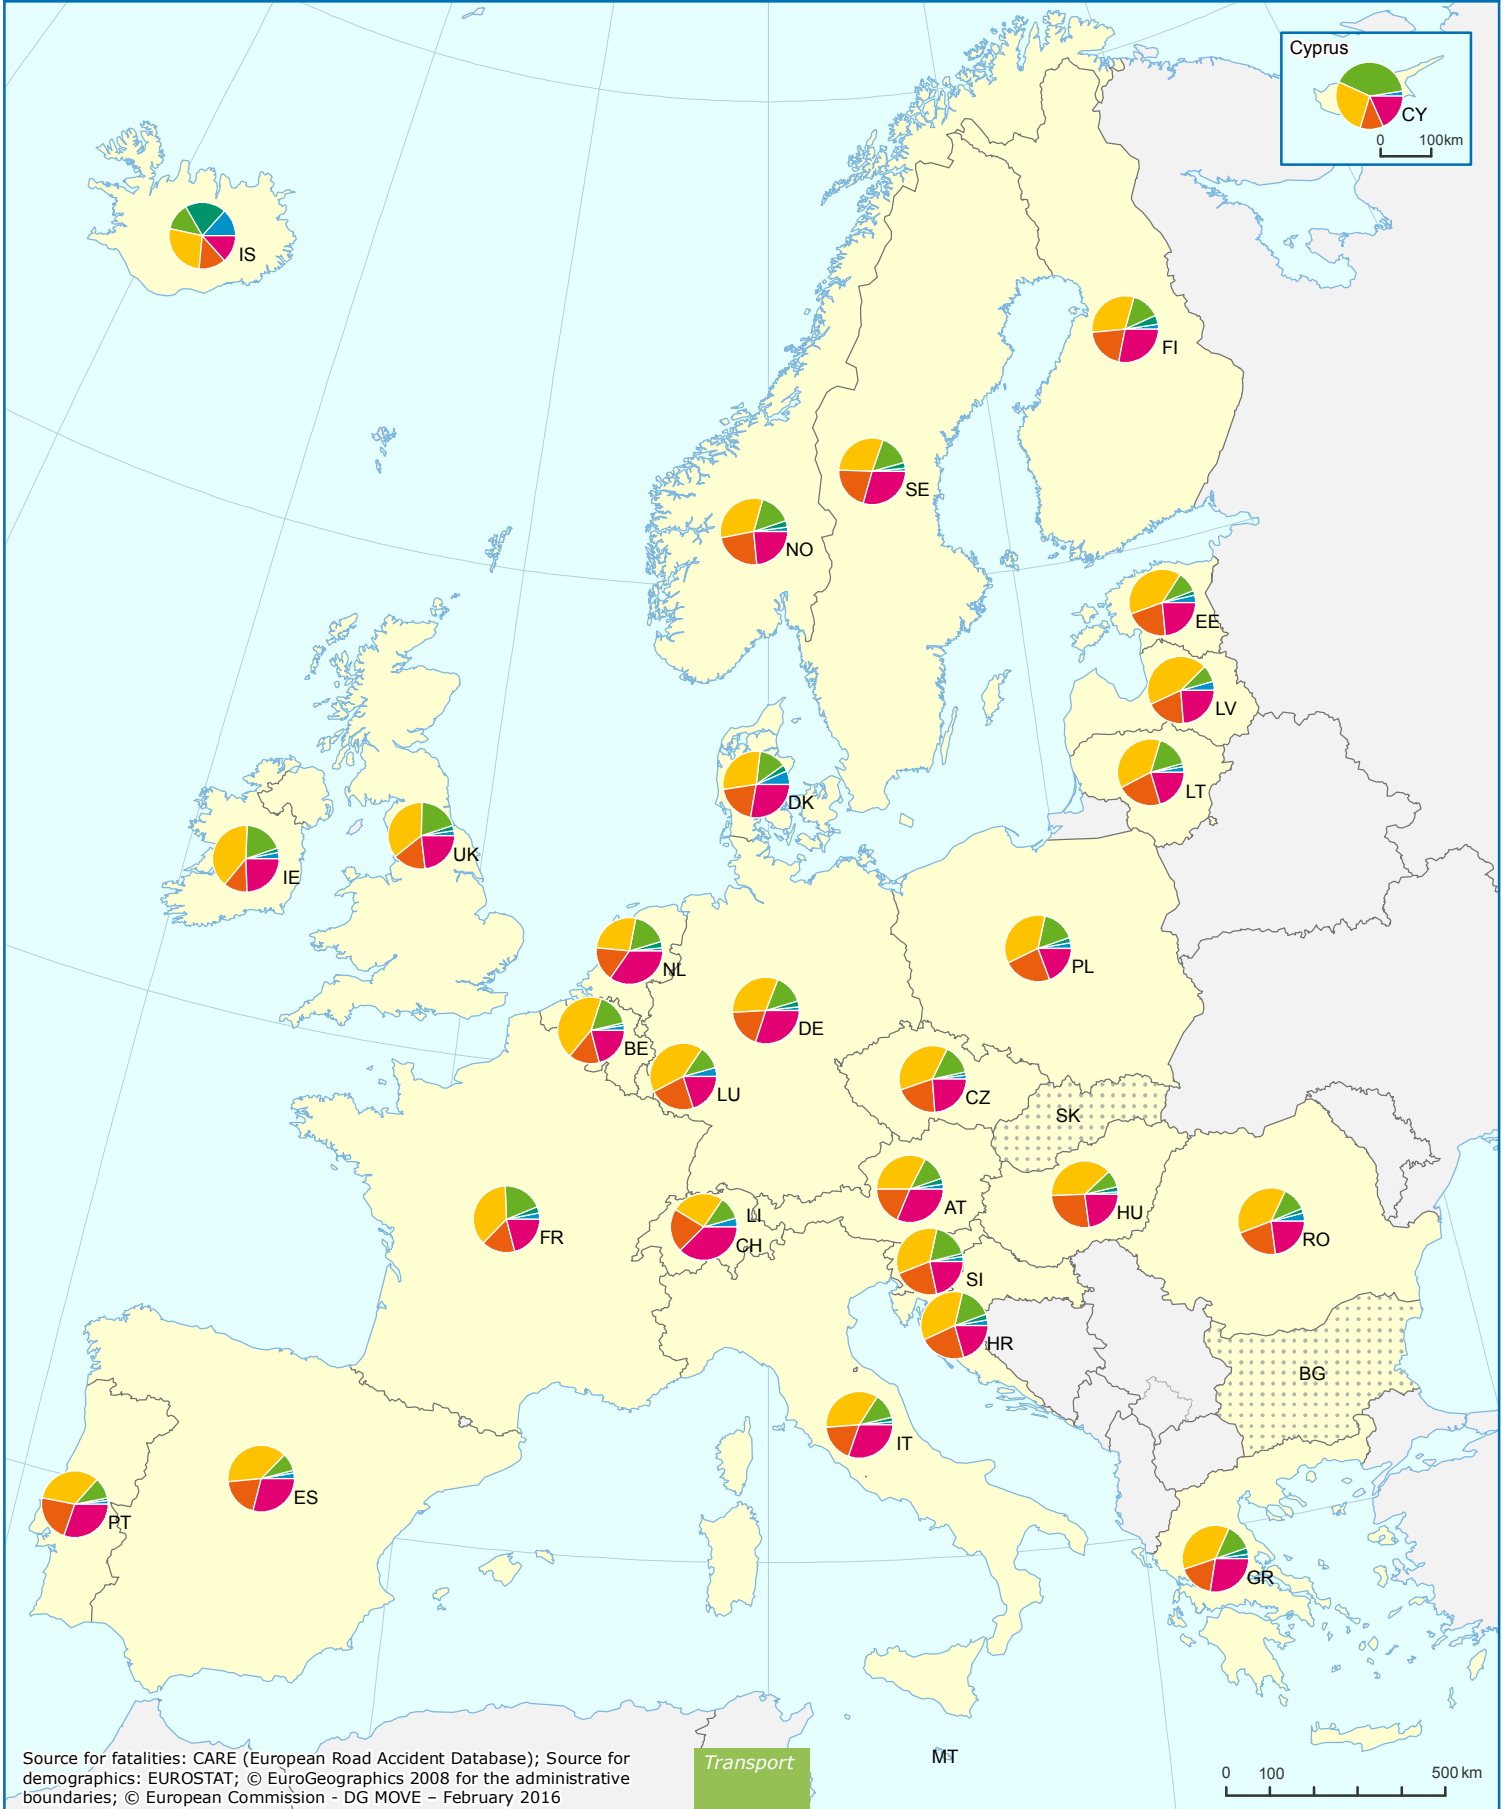 Cyprus
CY
0 100km
IS
FI
SE
NO
EE
LV
LT
DK
UK
IE
NL
PL
DE
BE
LU
CZ
SK
AT
LI
HU
FR
CH
RO
SI
HR
BG
IT
ES
PT
GR
MT
Source for fatalities: CARE (European Road Accident Database); Source for
demographics: EUROSTAT; © EuroGeographics 2008 for the administrative
boundaries; © European Commission - DG MOVE – February 2016
Transport
0 100 500 km